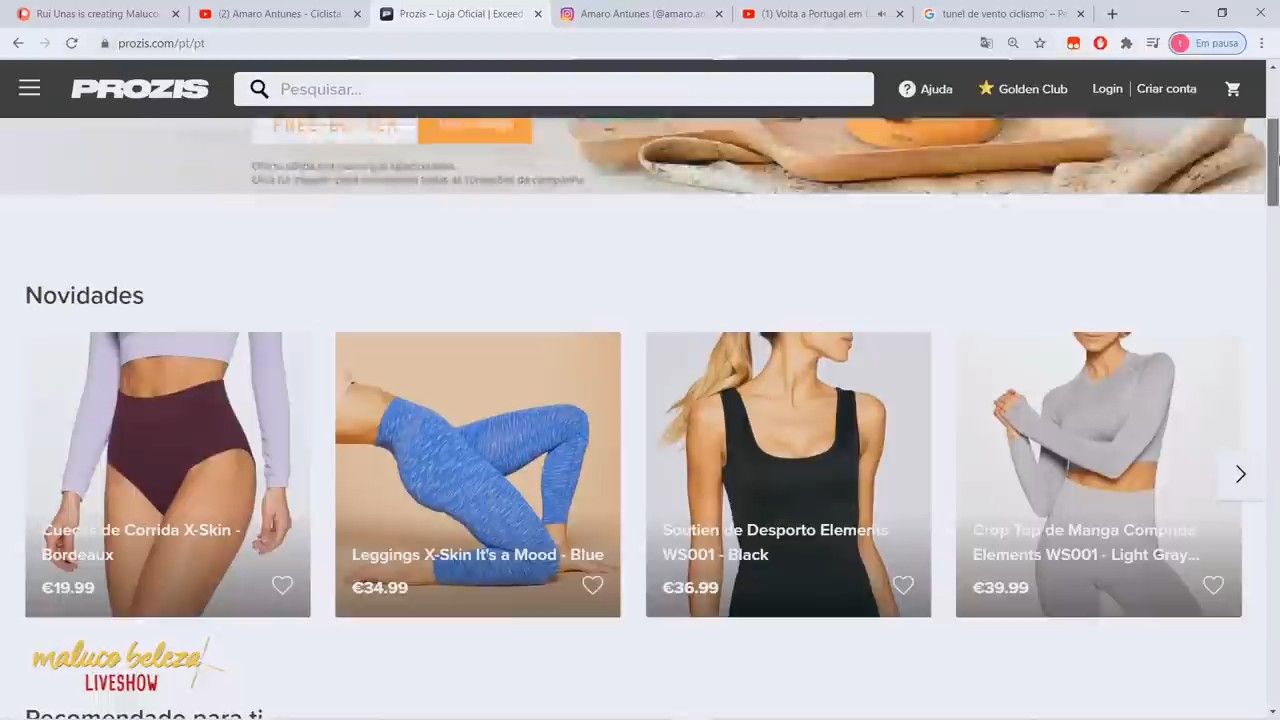 Rui Unas is creating Maluco
(2) Amaro Antunes - Ciclista
Prozis – Loja Oficial | Exceed
Amaro Antunes (@amaro.an
(1) Volta a Portugal em
tunel de vento ciclismo
prozis.com/pt/pt
Em pausa
PROZIS
Pesquisar...
Ajuda
Golden Club
Login
Criar conta
Novidades
Cuecas de Corrida X-Skin -
Bordeaux
€19.99
Leggings X-Skin It's a Mood - Blue
€34.99
Soutien de Desporto Elements
WS001 - Black
€36.99
Crop Top de Manga Comprida
Elements WS001 - Light Gray...
€39.99
maluco beleza
LIVESHOW
Recomendado para ti